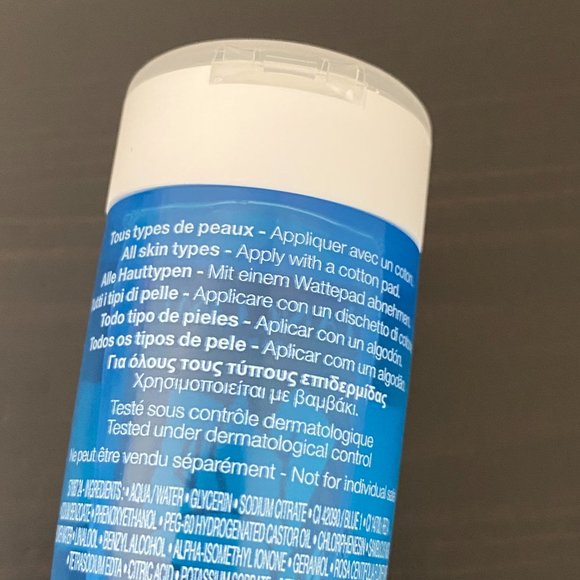 Tous types de peaux - Appliquer avec un coton.
All skin types - Apply with a cotton pad.
Alle Hauttypen - Mit einem Wattepad abnehmen.
Tutti i tipi di pelle - Applicare con un dischetto di
Todo tipo de pieles - Aplicar con un algodón.
Todos os tipos de pele - Aplicar com um algodão
Για όλους τους τύπους επιδερμίδας
Χρησιμοποιείται με βαμβάκι.
Testé sous contrôle dermatologique
Tested under dermatological control
Ne peut être vendu séparément - Not for individual sale
INGREDIENTS: • AQUA / WATER • GLYCERIN • SODIUM CITRATE • CI 42090 / BLUE 1 •
• PHENOXYETHANOL • PEG-60 HYDROGENATED CASTOR OIL • CHLORPHENESIN •
• LINALOOL • BENZYL ALCOHOL • ALPHA-ISOMETHYL IONONE • GERANIOL • ROSA
TETRASODIUM EDTA • CITRIC ACID • POTASSIUM SORBATE